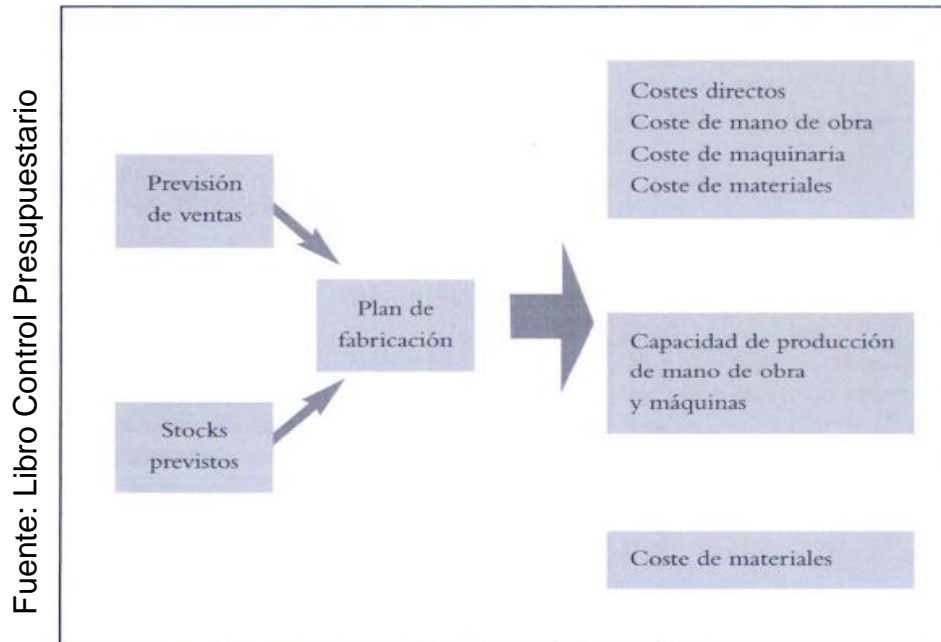 Fuente: Libro Control Presupuestario
Previsión
de ventas
Stocks
previstos
Plan de
fabricación
Costes directos
Coste de mano de obra
Coste de maquinaria
Coste de materiales
Capacidad de producción
de mano de obra
y máquinas
Coste de materiales